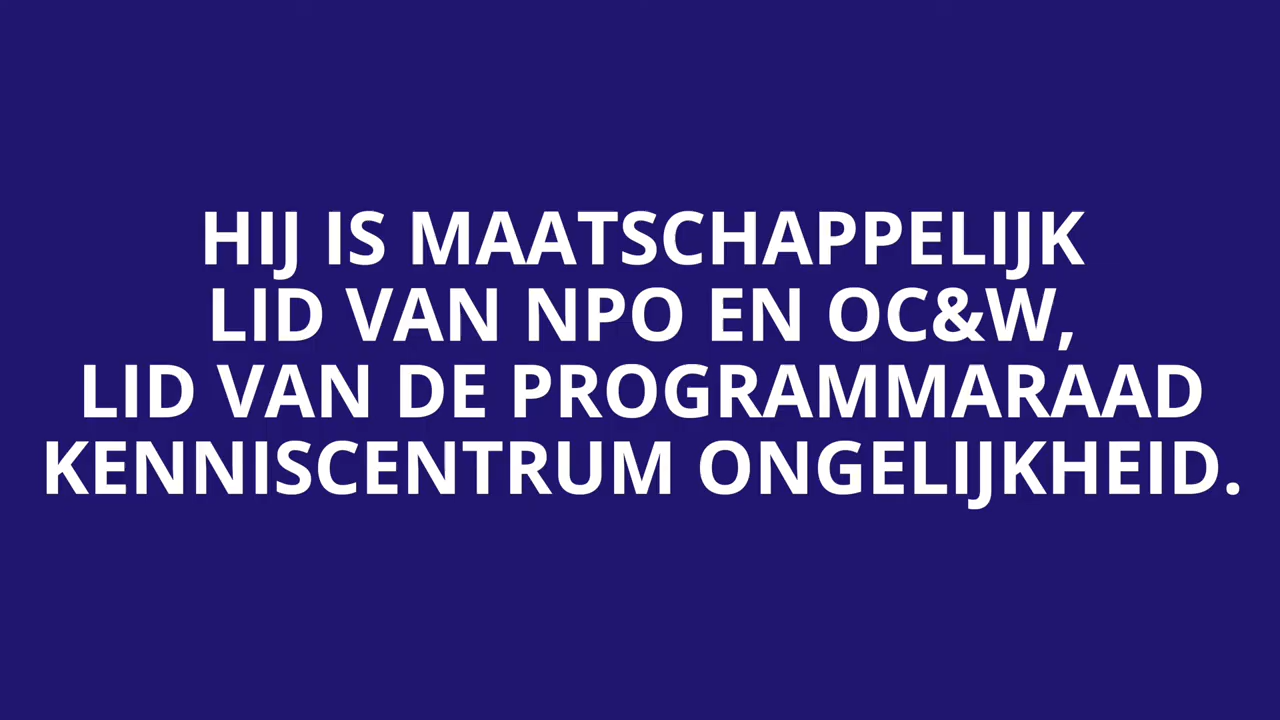 HIJ IS MAATSCHAPPELIJK
LID VAN NPO EN OC&W,
LID VAN DE PROGRAMMARAAD
KENNISCENTRUM ONGELIJKHEID.